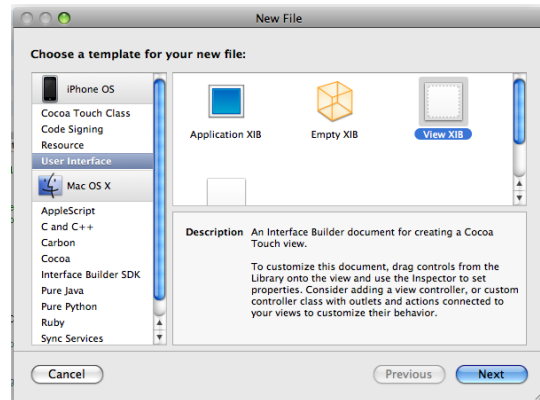 New File
Choose a template for your new file:
iPhone OS
Cocoa Touch Class
Code Signing
Resource
User Interface
Mac OS X
AppleScript
C and C++
Carbon
Cocoa
Interface Builder SDK
Pure Java
Pure Python
Ruby
Sync Services
Application XIB
Empty XIB
View XIB
Description An Interface Builder document for creating a Cocoa
Touch view.
To customize this document, drag controls from the
Library onto the view and use the Inspector to set
properties. Consider adding a view controller, or custom
controller class with outlets and actions connected to
your views to customize their behavior.
Cancel
Previous
Next